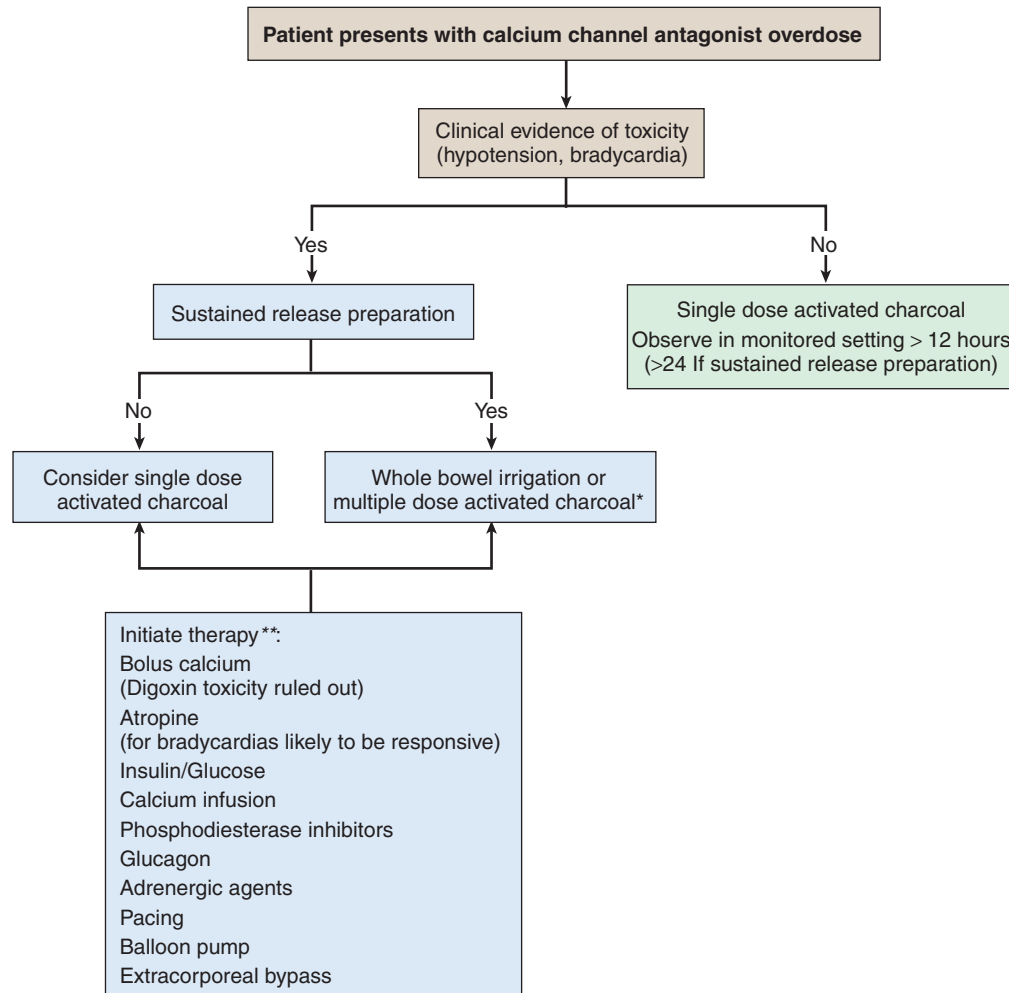 Patient presents with calcium channel antagonist overdose
Clinical evidence of toxicity
(hypotension, bradycardia)
Yes
No
Sustained release preparation
Single dose activated charcoal
Observe in monitored setting > 12 hours
(>24 If sustained release preparation)
No
Yes
Consider single dose
activated charcoal
Whole bowel irrigation or
multiple dose activated charcoal*
Initiate therapy**:
Bolus calcium
(Digoxin toxicity ruled out)
Atropine
(for bradycardias likely to be responsive)
Insulin/Glucose
Calcium infusion
Phosphodiesterase inhibitors
Glucagon
Adrenergic agents
Pacing
Balloon pump
Extracorporeal bypass